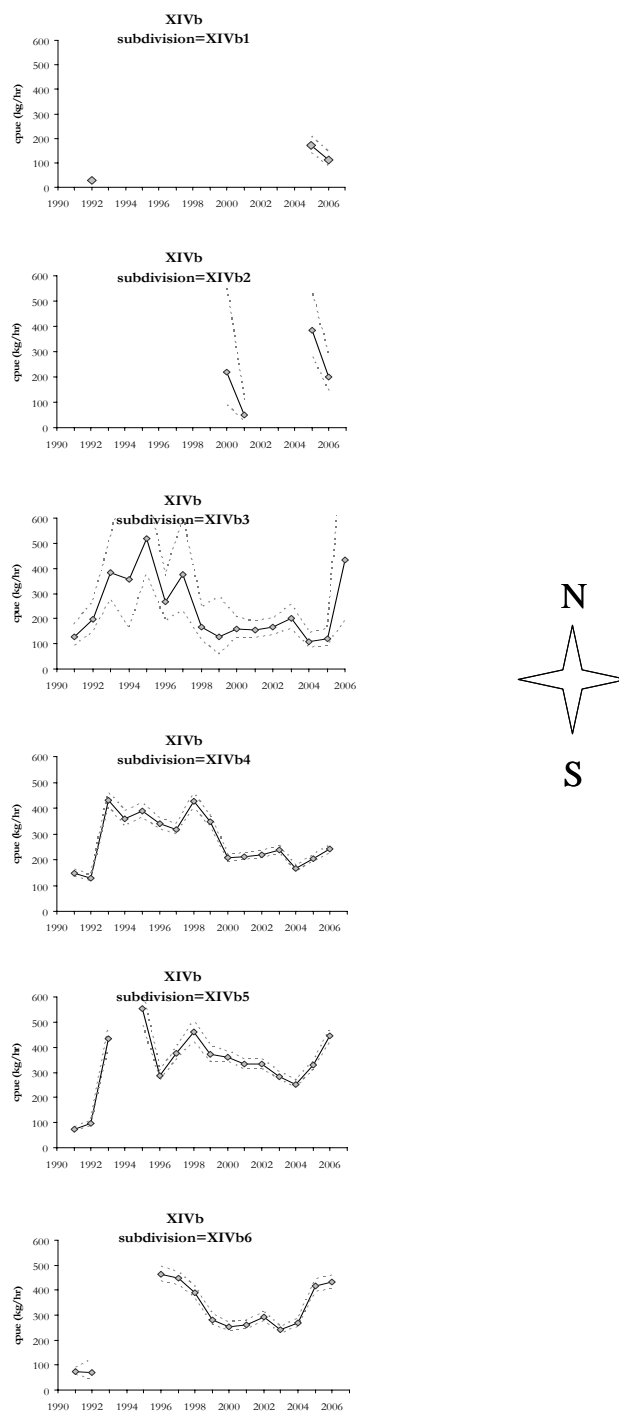 XIVb
subdivision=XIVb1
cpue (kg/hr)
600
500
400
300
200
100
0
1990 1992 1994 1996 1998 2000 2002 2004 2006
XIVb
subdivision=XIVb2
cpue (kg/hr)
600
500
400
300
200
100
0
1990 1992 1994 1996 1998 2000 2002 2004 2006
XIVb
subdivision=XIVb3
cpue (kg/hr)
600
500
400
300
200
100
0
1990 1992 1994 1996 1998 2000 2002 2004 2006
N
S
XIVb
subdivision=XIVb4
cpue (kg/hr)
600
500
400
300
200
100
0
1990 1992 1994 1996 1998 2000 2002 2004 2006
XIVb
subdivision=XIVb5
cpue (kg/hr)
600
500
400
300
200
100
0
1990 1992 1994 1996 1998 2000 2002 2004 2006
XIVb
subdivision=XIVb6
cpue (kg/hr)
600
500
400
300
200
100
0
1990 1992 1994 1996 1998 2000 2002 2004 2006